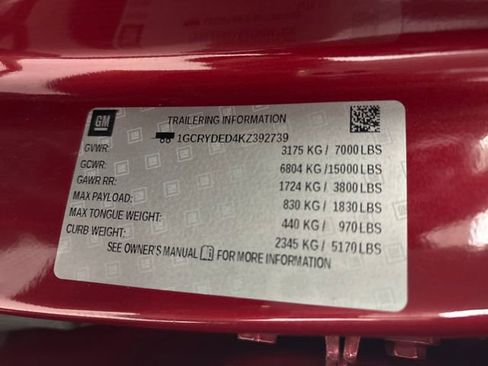 GM
TRAILERING INFORMATION
1GCRYDED4KZ392739
GVWR: 3175 KG / 7000 LBS
GCWR: 6804 KG /15000 LBS
GAWR RR: 1724 KG / 3800 LBS
MAX PAYLOAD: 830 KG / 1830 LBS
MAX TONGUE WEIGHT: 440 KG / 970 LBS
CURB WEIGHT: 2345 KG / 5170 LBS
SEE OWNER'S MANUAL FOR MORE INFORMATION